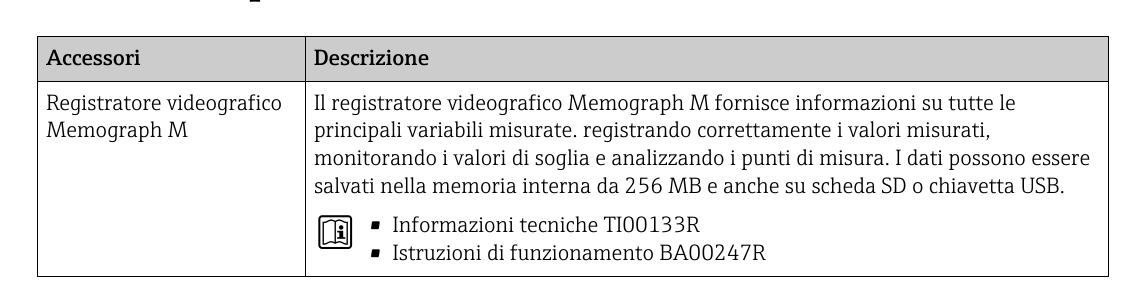 Accessori Descrizione
Registratore videografico
Memograph M
Il registratore videografico Memograph M fornisce informazioni su tutte le
principali variabili misurate. registrando correttamente i valori misurati,
monitorando i valori di soglia e analizzando i punti di misura. I dati possono essere
salvati nella memoria interna da 256 MB e anche su scheda SD o chiavetta USB.
▪ Informazioni tecniche TI00133R
▪ Istruzioni di funzionamento BA00247R